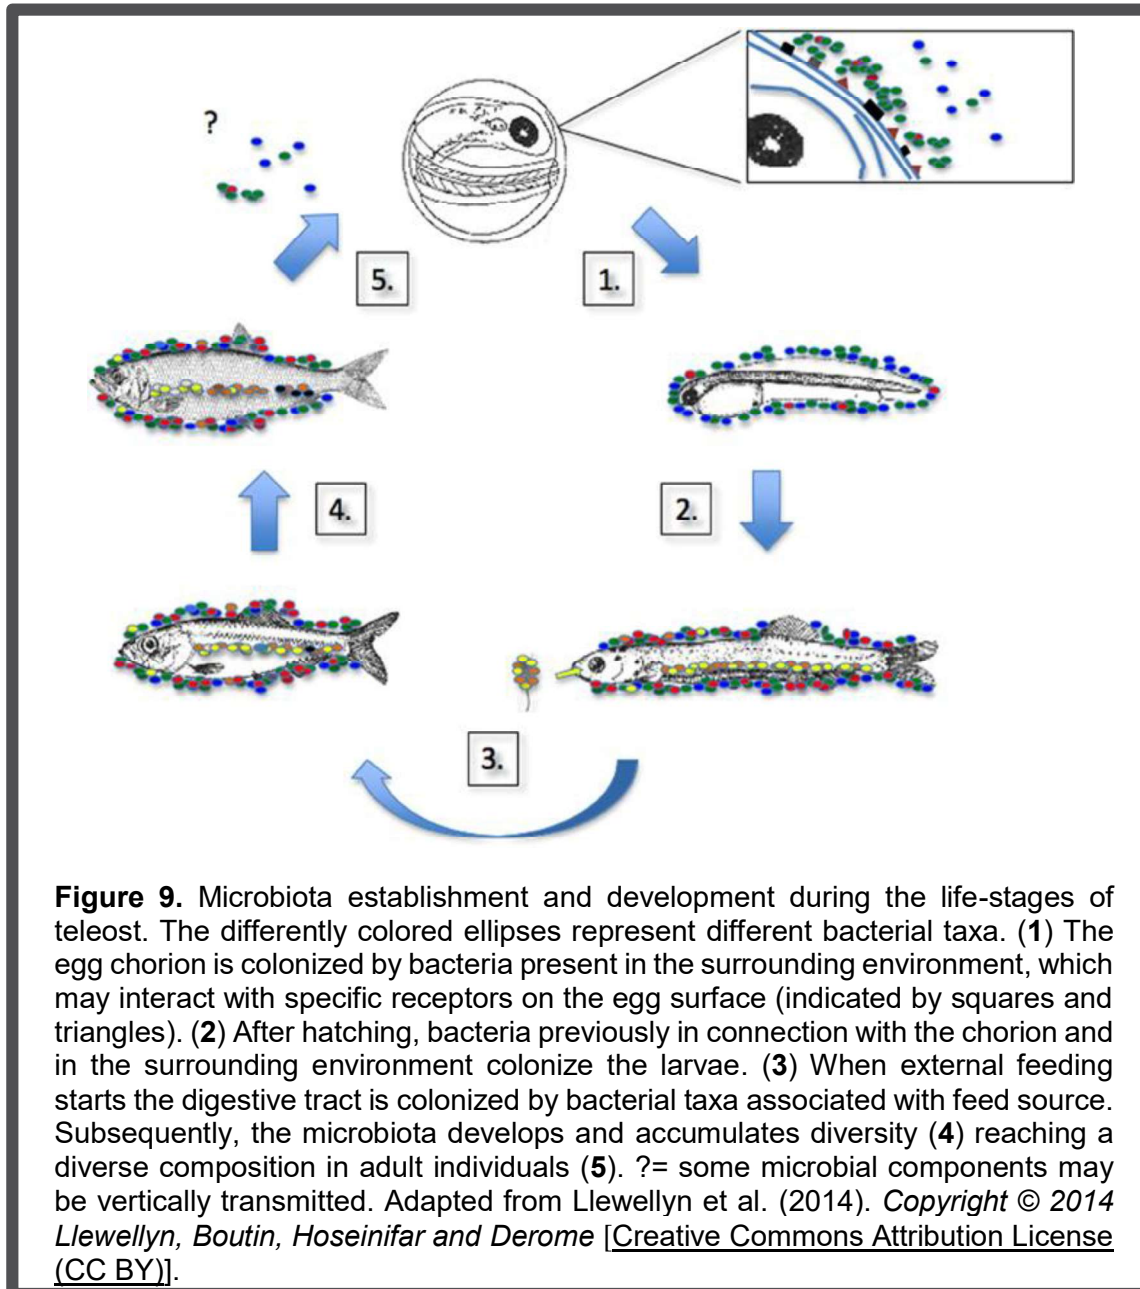 ?
5.
1.
4.
2.
3.
Figure 9. Microbiota establishment and development during the life-stages of
teleost. The differently colored ellipses represent different bacterial taxa. (1) The
egg chorion is colonized by bacteria present in the surrounding environment, which
may interact with specific receptors on the egg surface (indicated by squares and
triangles). (2) After hatching, bacteria previously in connection with the chorion and
in the surrounding environment colonize the larvae. (3) When external feeding
starts the digestive tract is colonized by bacterial taxa associated with feed source.
Subsequently, the microbiota develops and accumulates diversity (4) reaching a
diverse composition in adult individuals (5). ?= some microbial components may
be vertically transmitted. Adapted from Llewellyn et al. (2014). Copyright © 2014
Llewellyn, Boutin, Hoseinifar and Derome [Creative Commons Attribution License
(CC BY)].